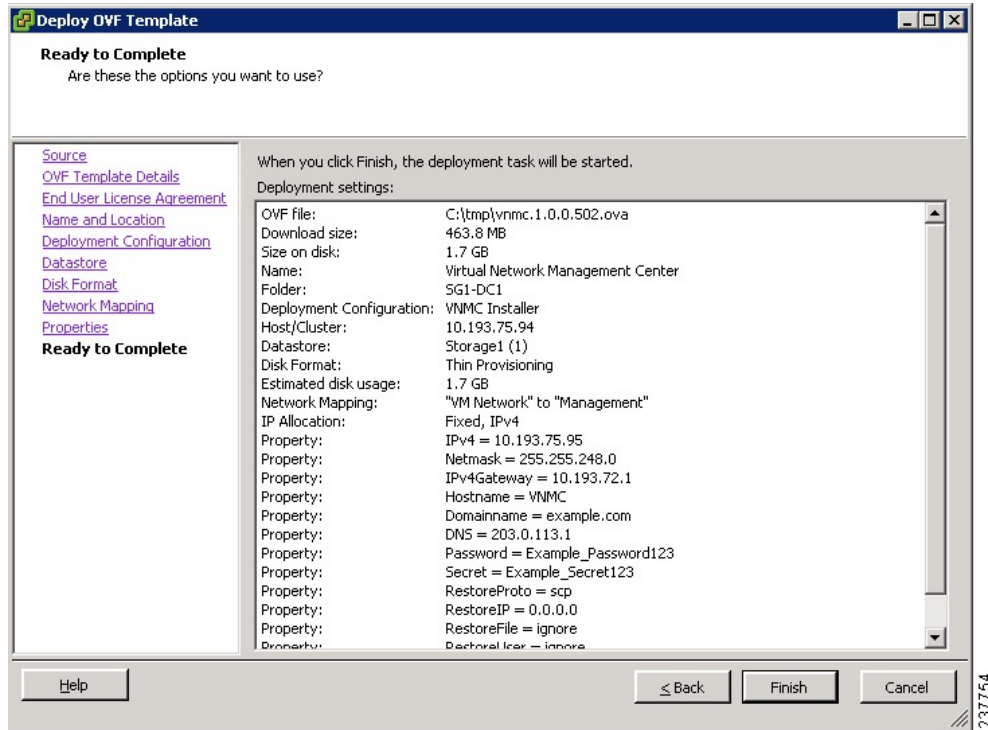 Deploy OVF Template
Ready to Complete
Are these the options you want to use?
Source
OVF Template Details
End User License Agreement
Name and Location
Deployment Configuration
Datastore
Disk Format
Network Mapping
Properties
Ready to Complete
When you click Finish, the deployment task will be started.
Deployment settings:
OVF file: C:\tmp\vnmc.1.0.0.502.ova
Download size: 463.8 MB
Size on disk: 1.7 GB
Name: Virtual Network Management Center
Folder: SG1-DC1
Deployment Configuration: VNMC Installer
Host/Cluster: 10.193.75.94
Datastore: Storage1 (1)
Disk Format: Thin Provisioning
Estimated disk usage: 1.7 GB
Network Mapping: "VM Network" to "Management"
IP Allocation: Fixed, IPv4
Property: IPv4 = 10.193.75.95
Property: Netmask = 255.255.248.0
Property: IPv4Gateway = 10.193.72.1
Property: Hostname = VNMC
Property: Domainname = example.com
Property: DNS = 203.0.113.1
Property: Password = Example_Password123
Property: Secret = Example_Secret123
Property: RestoreProto = scp
Property: RestoreIP = 0.0.0.0
Property: RestoreFile = ignore
Property: RestoreUser = ignore
Help
≤ Back
Finish
Cancel
237754